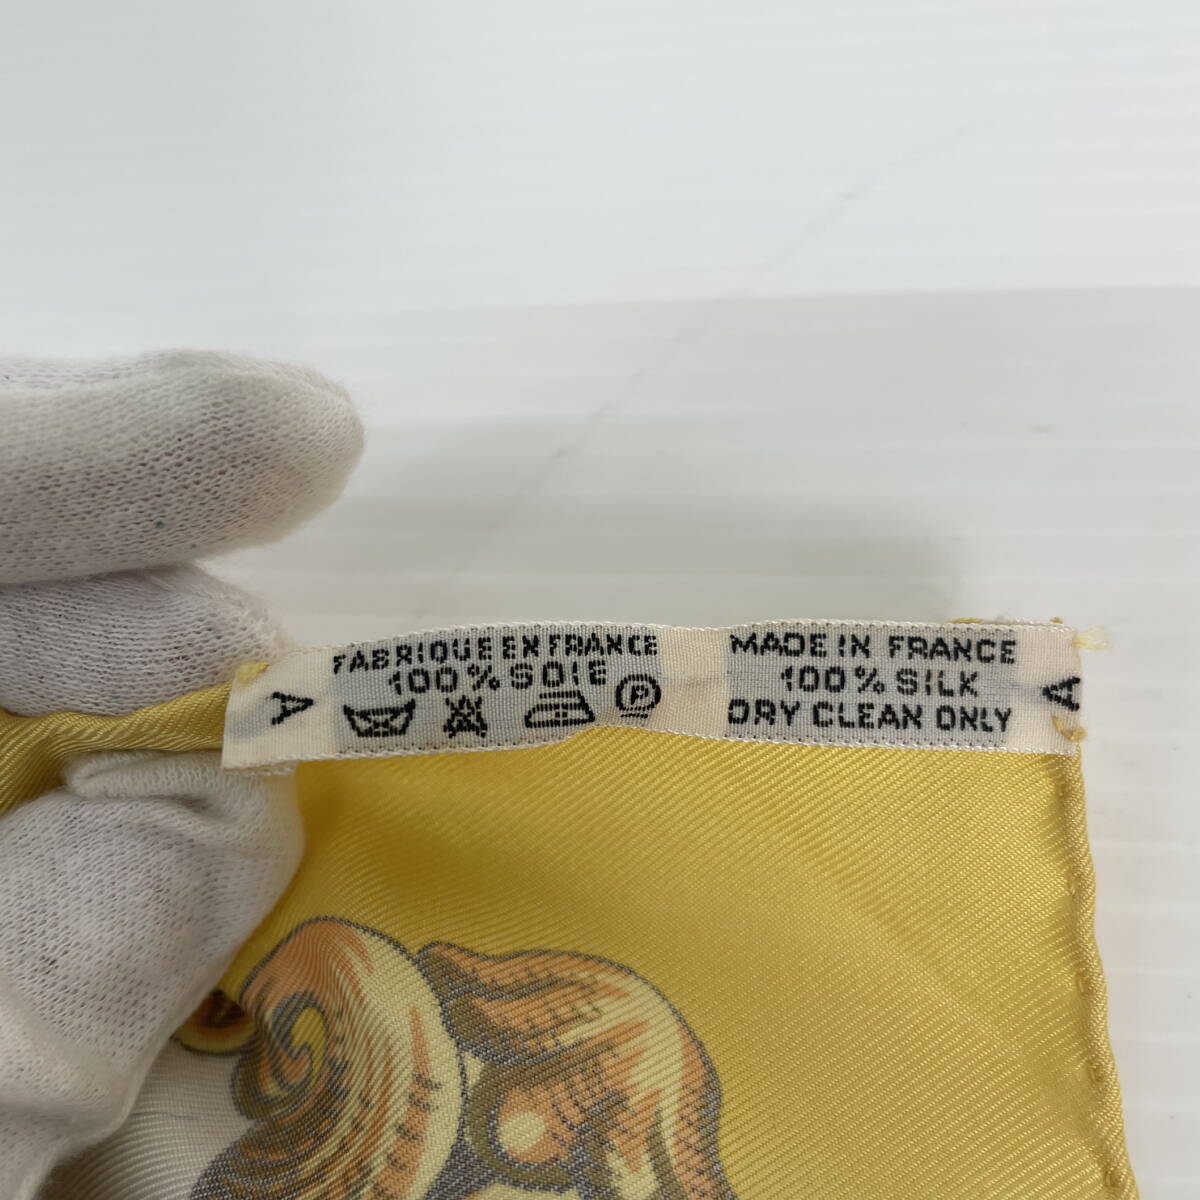 FABRIQUE EN FRANCE
100% SOIE
P
MADE IN FRANCE
100% SILK
DRY CLEAN ONLY
A
A